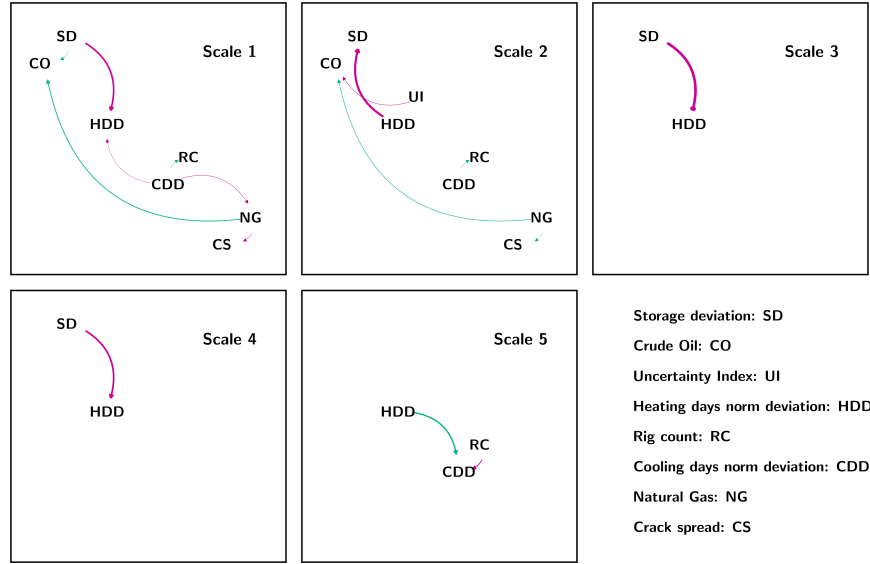 SD
Scale 1
CO
HDD
RC
CDD
NG
CS
SD
Scale 2
CO
UI
HDD
RC
CDD
NG
CS
SD
Scale 3
HDD
SD
Scale 4
HDD
Scale 5
HDD
RC
CDD
Storage deviation: SD
Crude Oil: CO
Uncertainty Index: UI
Heating days norm deviation: HDD
Rig count: RC
Cooling days norm deviation: CDD
Natural Gas: NG
Crack spread: CS